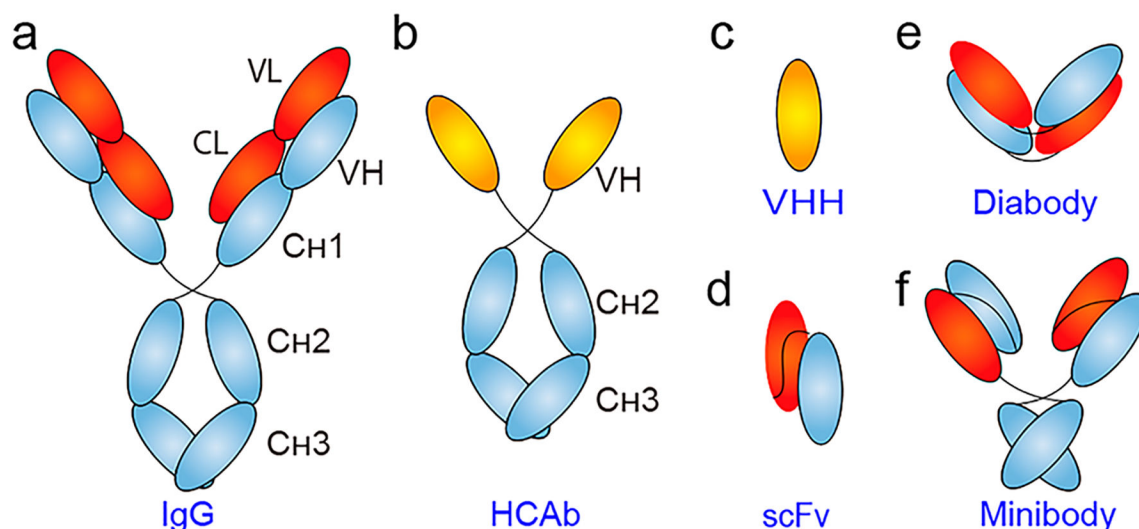 a
VL
CL
VH
CH1
CH2
CH3
IgG
b
VH
CH2
CH3
HCAb
c
VHH
d
scFv
e
Diabody
f
Minibody